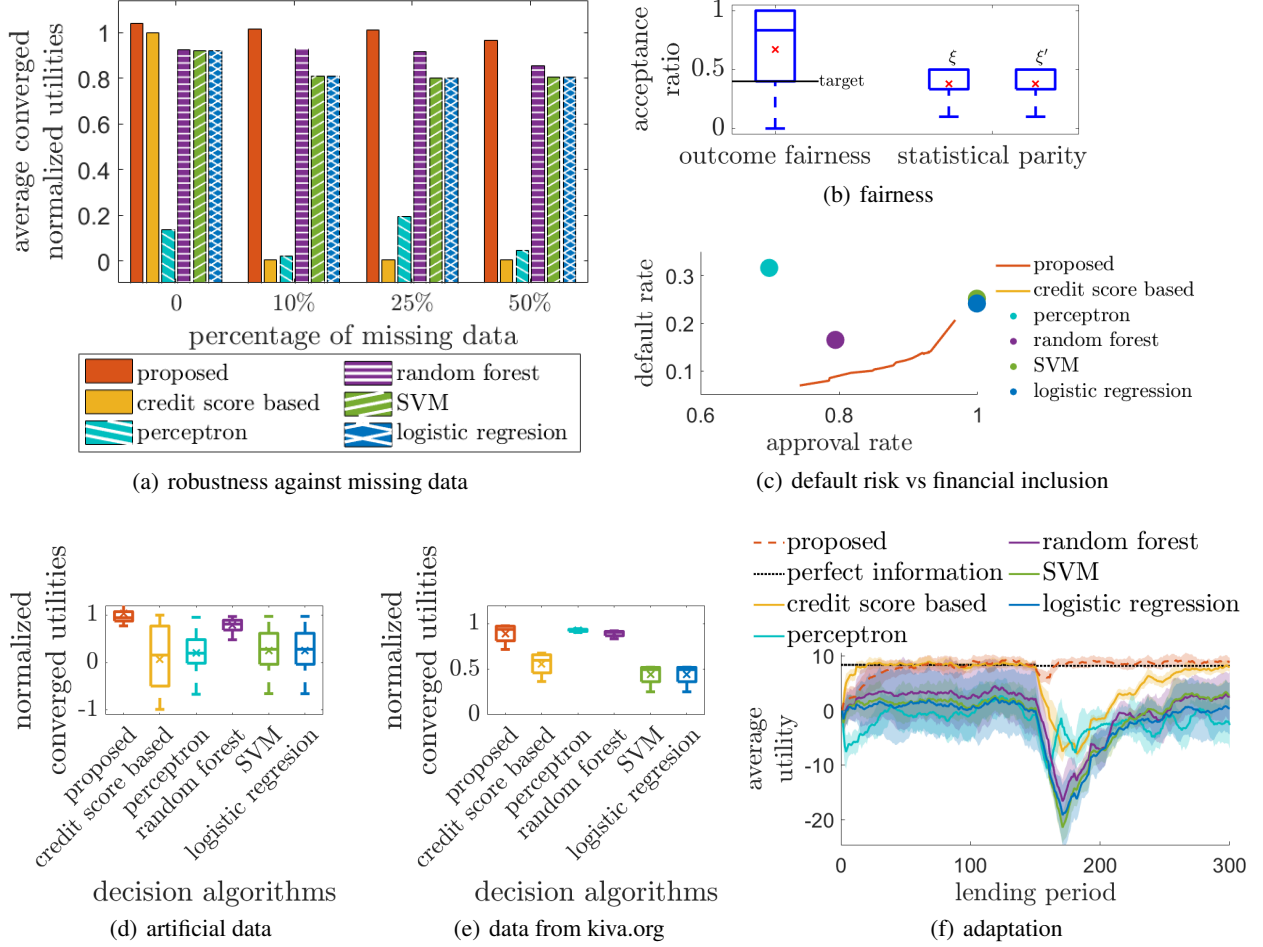 average converged
normalized utilities
1
0.8
0.6
0.4
0.2
0
0 10% 25% 50%
percentage of missing data
proposed
credit score based
perceptron
random forest
SVM
logistic regresion
(a) robustness against missing data
acceptance
ratio
1
0.5
0
target
ξ
ξ′
outcome fairness statistical parity
(b) fairness
default rate
0.3
0.2
0.1
0.6 0.8 1
approval rate
proposed
credit score based
perceptron
random forest
SVM
logistic regression
(c) default risk vs financial inclusion
normalized
converged utilities
1
0
-1
proposed
credit score based
perceptron
random forest
SVM
logistic regresion
decision algorithms
(d) artificial data
normalized
converged utilities
1
0.5
0
proposed
credit score based
perceptron
random forest
SVM
logistic regresion
decision algorithms
(e) data from kiva.org
proposed
perfect information
credit score based
perceptron
random forest
SVM
logistic regression
average
utility
10
0
-10
-20
0 100 200 300
lending period
(f) adaptation